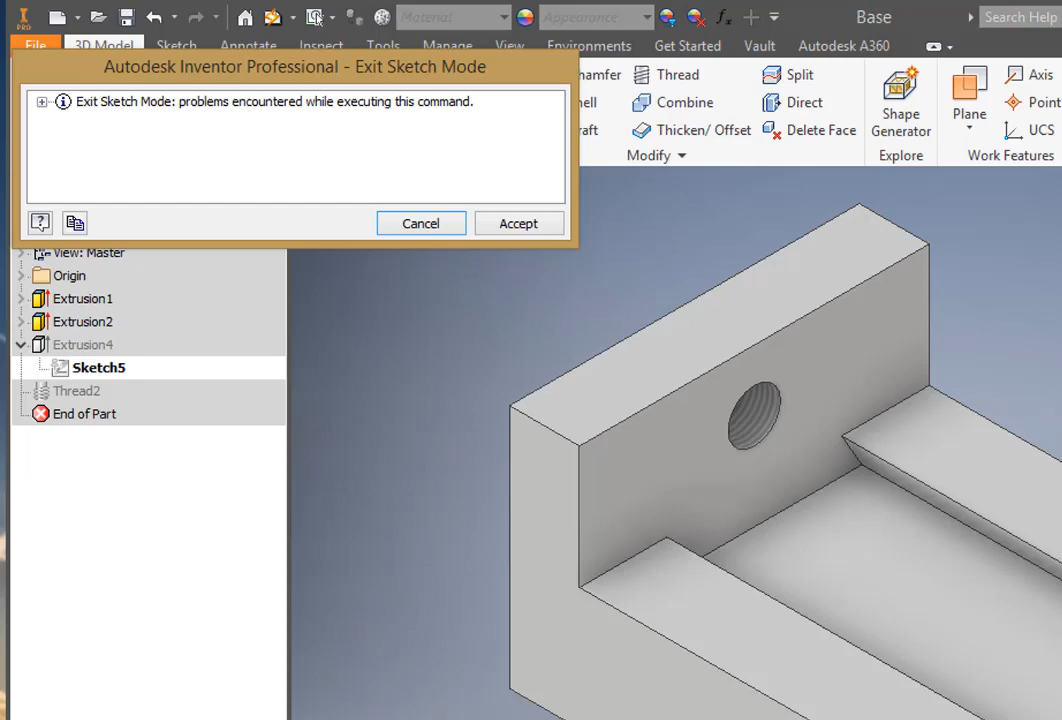 PRO
Material
Appearance
Base
Search Help
File
3D Model
Sketch
Annotate
Inspect
Tools
Manage
View
Environments
Get Started
Vault
Autodesk A360
Autodesk Inventor Professional - Exit Sketch Mode
Exit Sketch Mode: problems encountered while executing this command.
Cancel
Accept
hamfer
Thread
Split
Combine
Direct
Thicken/ Offset
Delete Face
Modify
Shape
Generator
Explore
Plane
Axis
Point
UCS
Work Features
View: Master
Origin
Extrusion1
Extrusion2
Extrusion4
Sketch5
Thread2
End of Part